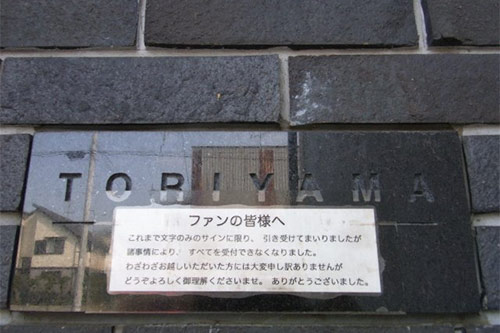 TORIYAMA
ファンの皆様へ
これまで文字のみのサインに限り、引き受けてまいりましたが
諸事情により、すべてを受付できなくなりました。
わざわざお越しいただいた方には大変申し訳ありませんが
どうぞよろしく御理解くださいませ。ありがとうございました。